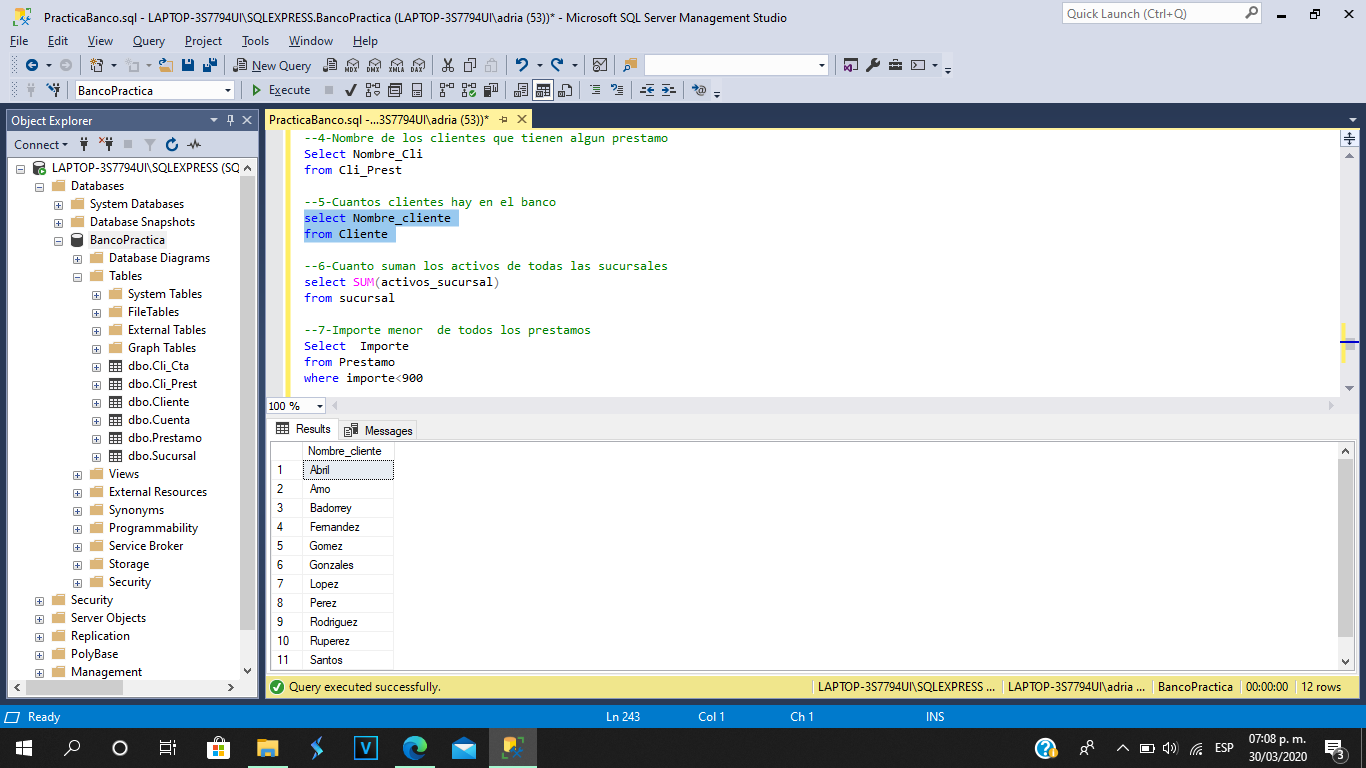 PracticaBanco.sql - LAPTOP-3S7794UI\SQLEXPRESS.BancoPractica (LAPTOP-3S7794UI\adria (53))* - Microsoft SQL Server Management Studio
Quick Launch (Ctrl+Q)
File Edit View Query Project Tools Window Help
New Query MDX DMX XMLA DAX
BancoPractica Execute
Object Explorer
PracticaBanco.sql -...3S7794UI\adria (53))*
Connect
LAPTOP-3S7794UI\SQLEXPRESS (SQ
Databases
System Databases
Database Snapshots
BancoPractica
Database Diagrams
Tables
System Tables
FileTables
External Tables
Graph Tables
dbo.Cli_Cta
dbo.Cli_Prest
dbo.Cliente
dbo.Cuenta
dbo.Prestamo
dbo.Sucursal
Views
External Resources
Synonyms
Programmability
Service Broker
Storage
Security
Security
Server Objects
Replication
PolyBase
Management
--4-Nombre de los clientes que tienen algun prestamo
Select Nombre_Cli
from Cli_Prest
--5-Cuantos clientes hay en el banco
select Nombre_cliente
from Cliente
--6-Cuanto suman los activos de todas las sucursales
select SUM(activos_sucursal)
from sucursal
--7-Importe menor  de todos los prestamos
Select  Importe
from Prestamo
where importe<900
100 %
Results Messages
Nombre_cliente
1 Abril
2 Amo
3 Badorrey
4 Fernandez
5 Gomez
6 Gonzales
7 Lopez
8 Perez
9 Rodriguez
10 Ruperez
11 Santos
Query executed successfully. LAPTOP-3S7794UI\SQLEXPRESS ... LAPTOP-3S7794UI\adria ... BancoPractica 00:00:00 12 rows
Ready Ln 243 Col 1 Ch 1 INS
V ESP 07:08 p. m.
30/03/2020 3